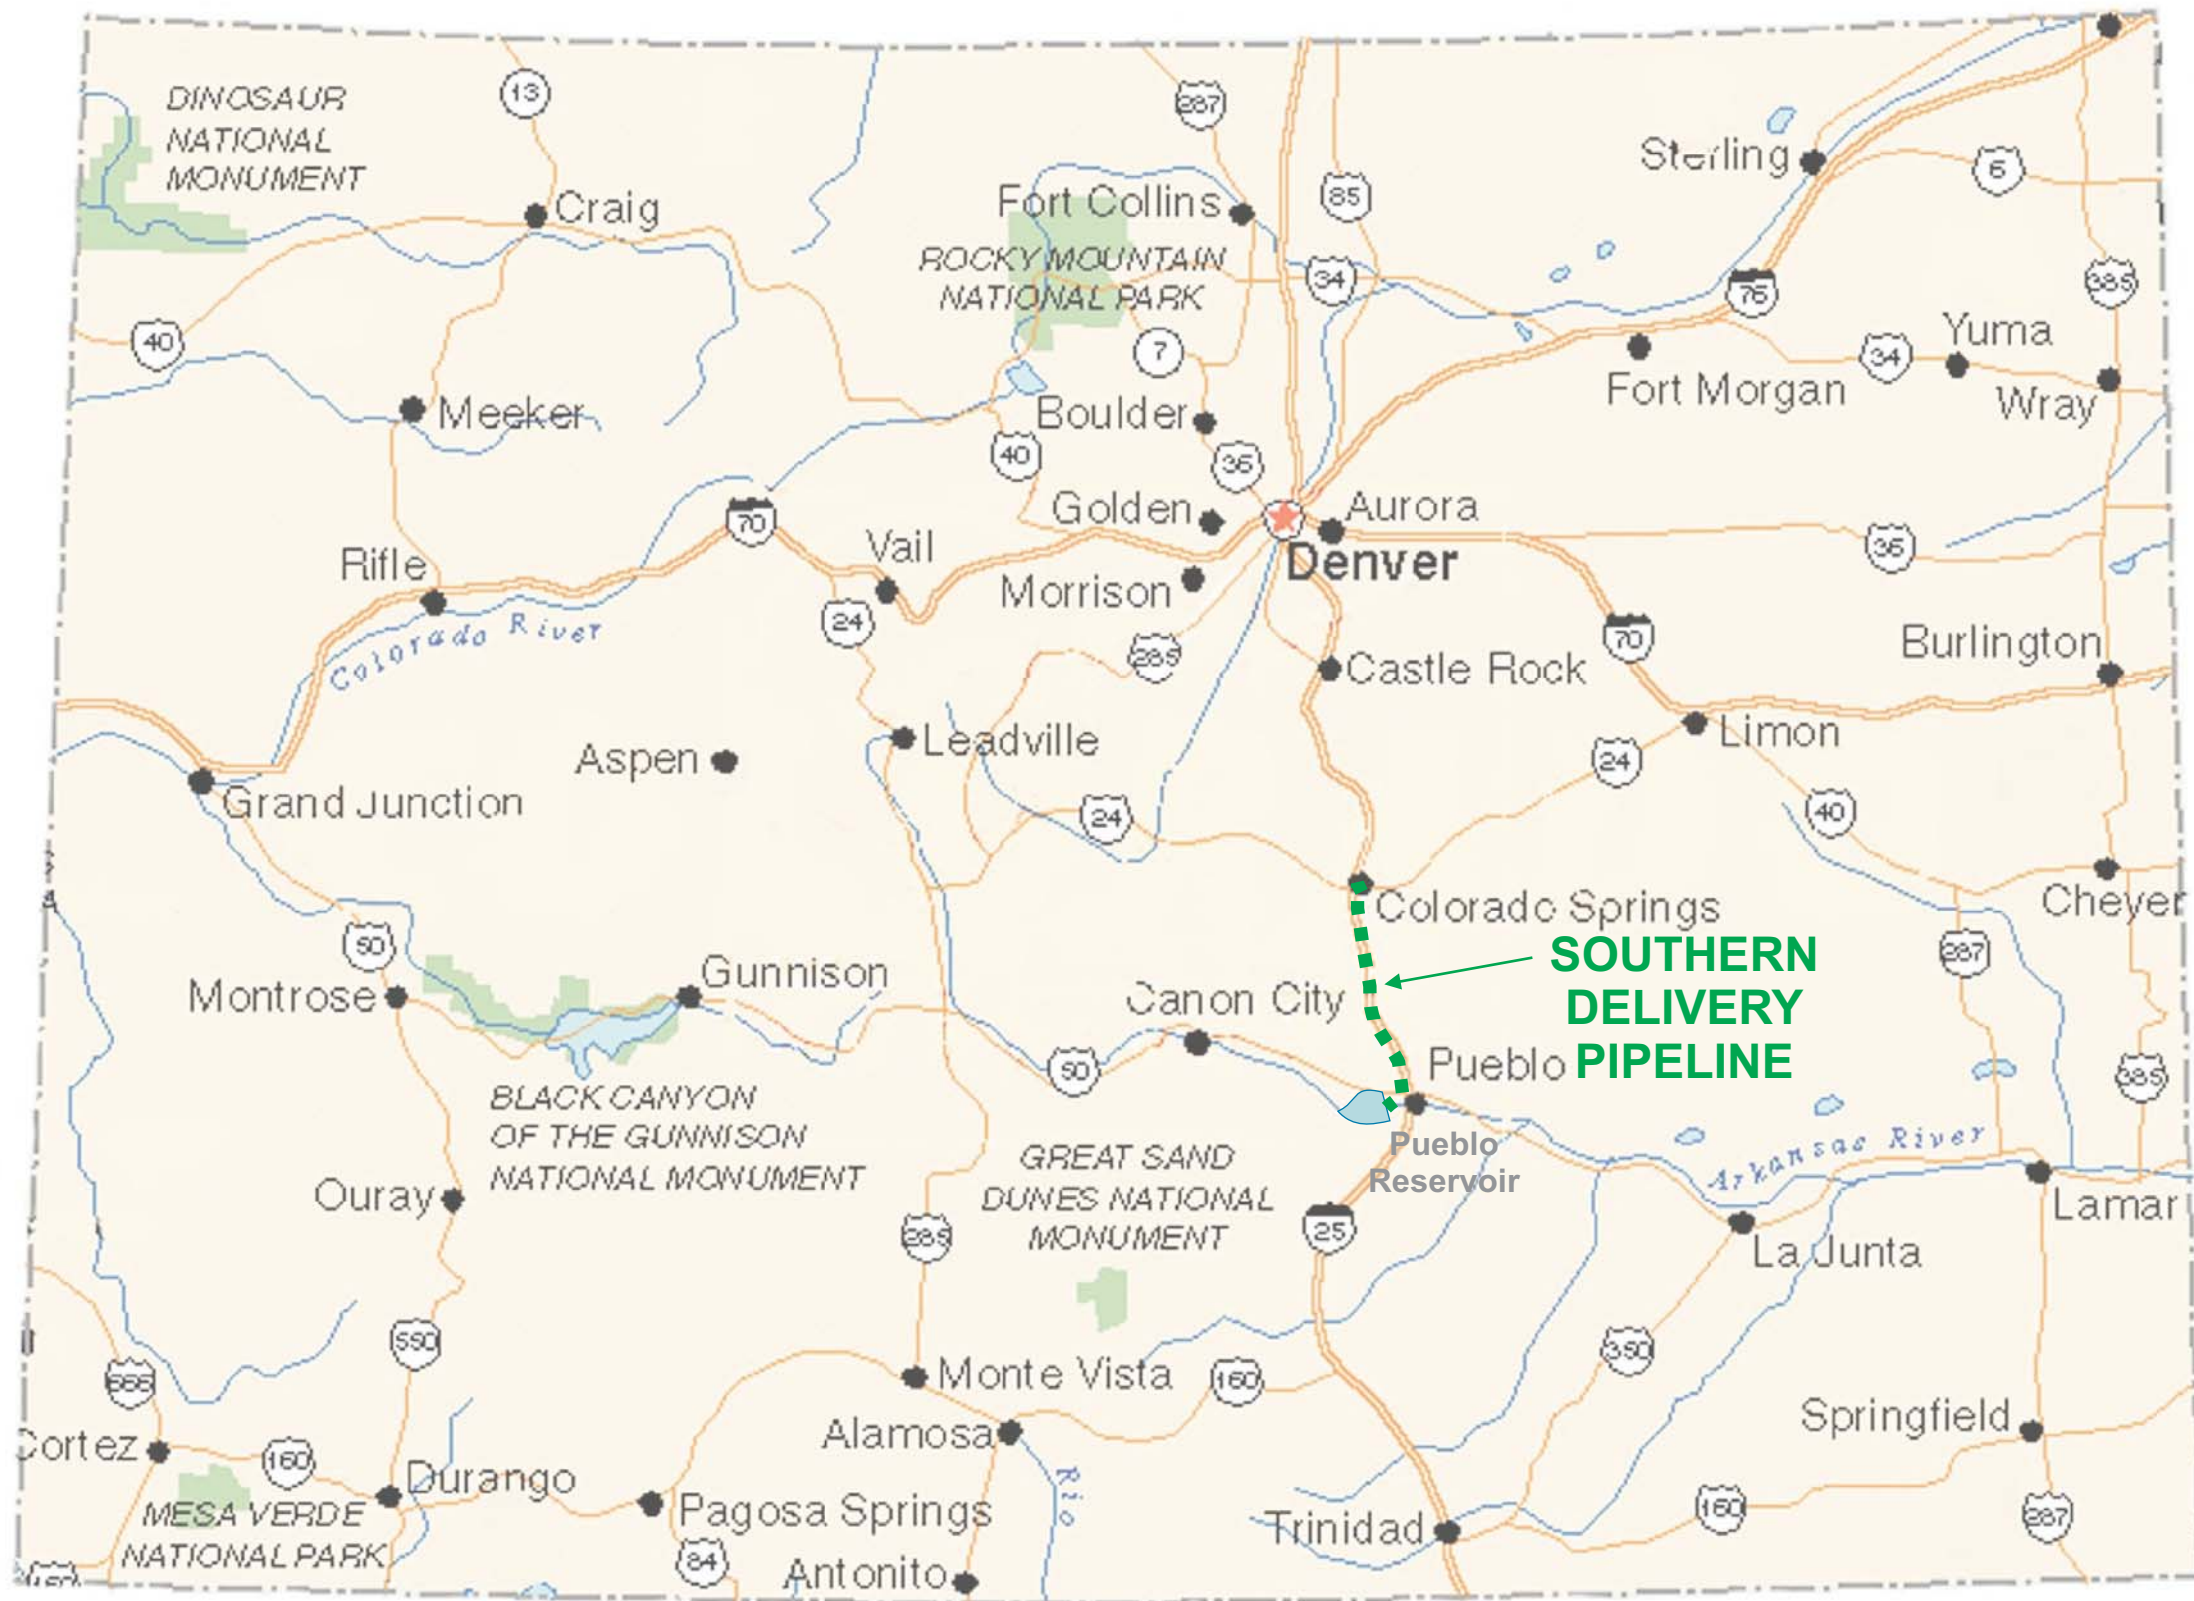 13
287
DINOSAUR
NATIONAL
MONUMENT
Sterling
6
85
Craig
Fort Collins
ROCKY MOUNTAIN
NATIONAL PARK
34
76
385
40
7
Yuma
34
Fort Morgan
Wray
Meeker
Boulder
40
36
Golden
Aurora
70
Vail
36
Rifle
Denver
Morrison
24
Colorado River
285
70
Burlington
Castle Rock
Leadville
Limon
Aspen
24
Grand Junction
24
40
Colorado Springs
Cheyen
50
SOUTHERN
287
Gunnison
Montrose
Canon City
DELIVERY
50
Pueblo
PIPELINE
385
BLACK CANYON
OF THE GUNNISON
NATIONAL MONUMENT
Pueblo
Reservoir
Arkansas River
GREAT SAND
DUNES NATIONAL
MONUMENT
Ouray
Lamar
285
25
La Junta
550
350
666
Monte Vista
160
Springfield
Alamosa
Cortez
160
Durango
Rio
MESA VERDE
NATIONAL PARK
Pagosa Springs
160
287
Trinidad
84
Antonito